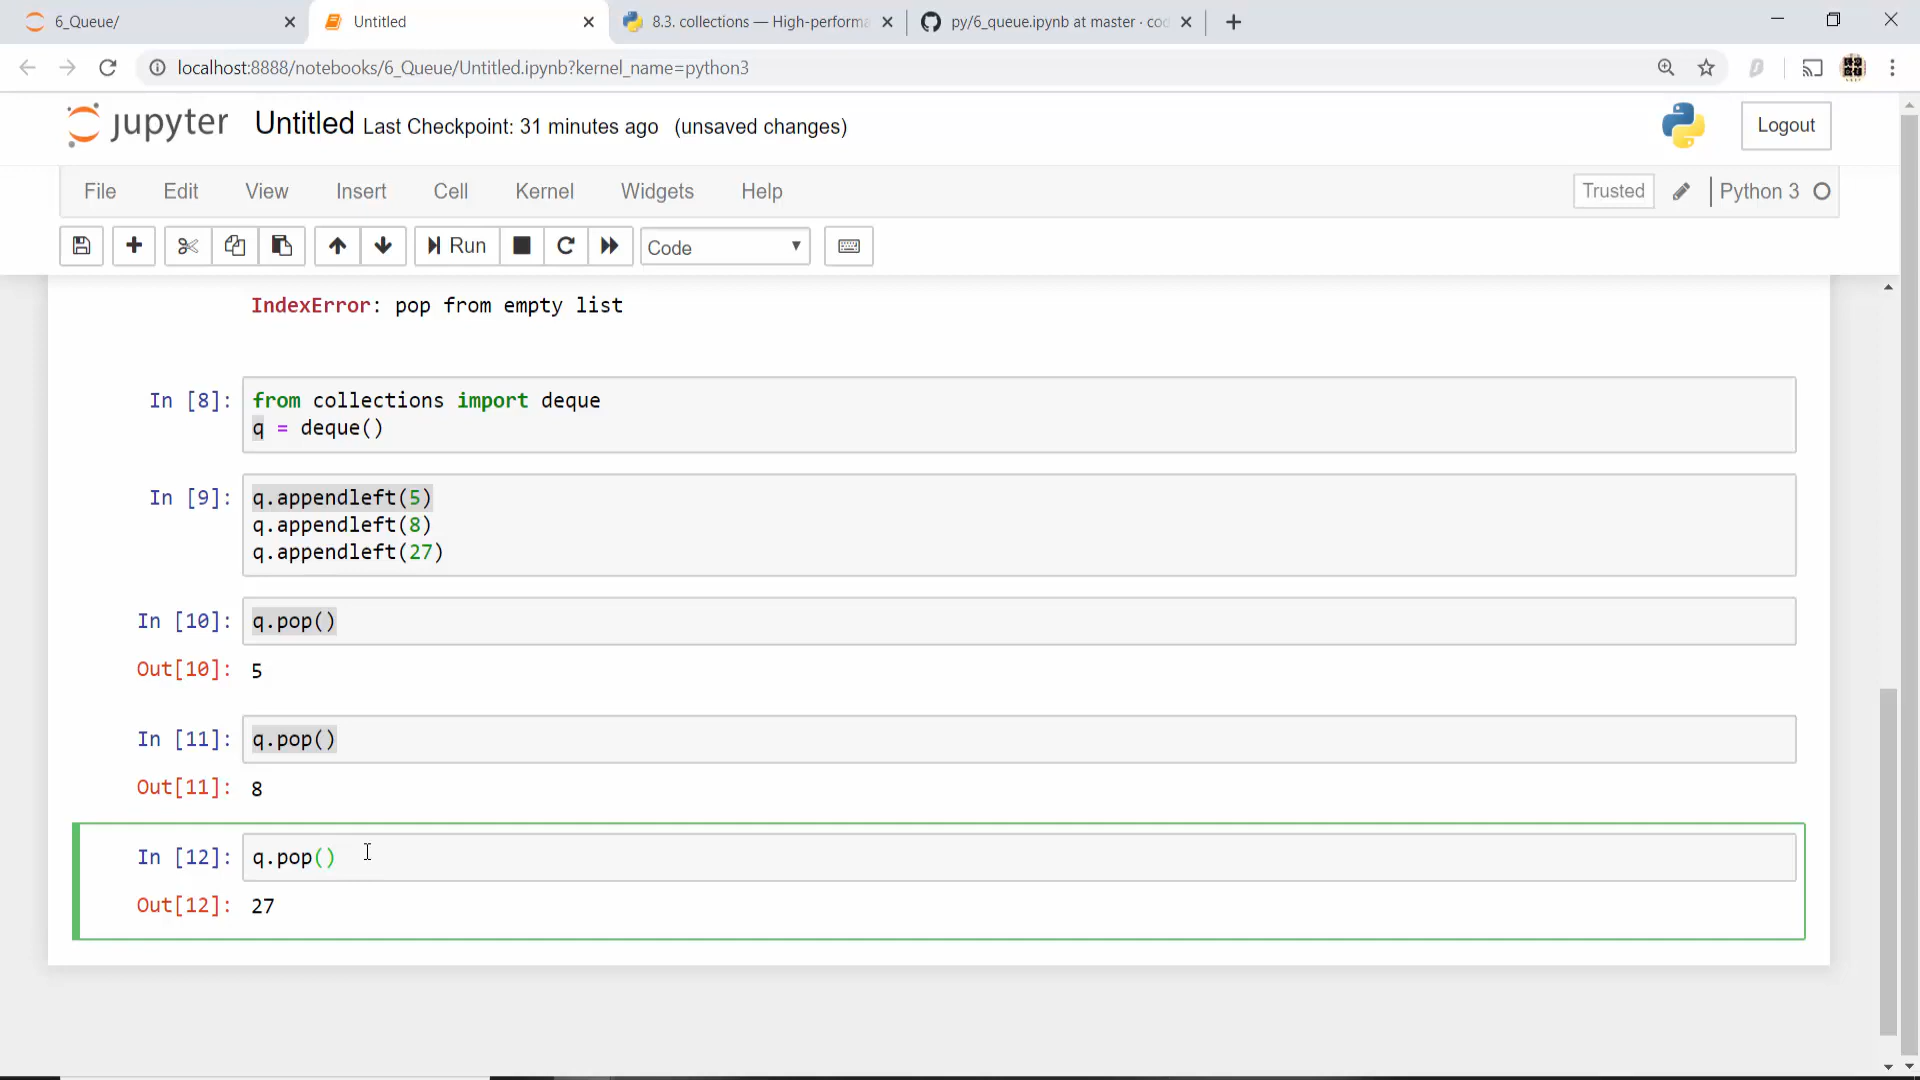 6_Queue/
Untitled
8.3. collections — High-performa
py/6_queue.ipynb at master · coc
localhost:8888/notebooks/6_Queue/Untitled.ipynb?kernel_name=python3
jupyter Untitled Last Checkpoint: 31 minutes ago (unsaved changes)
Logout
File Edit View Insert Cell Kernel Widgets Help
Trusted Python 3
Run Code
IndexError: pop from empty list
In [8]: from collections import deque
q = deque()
In [9]: q.appendleft(5)
q.appendleft(8)
q.appendleft(27)
In [10]: q.pop()
Out[10]: 5
In [11]: q.pop()
Out[11]: 8
In [12]: q.pop()
Out[12]: 27